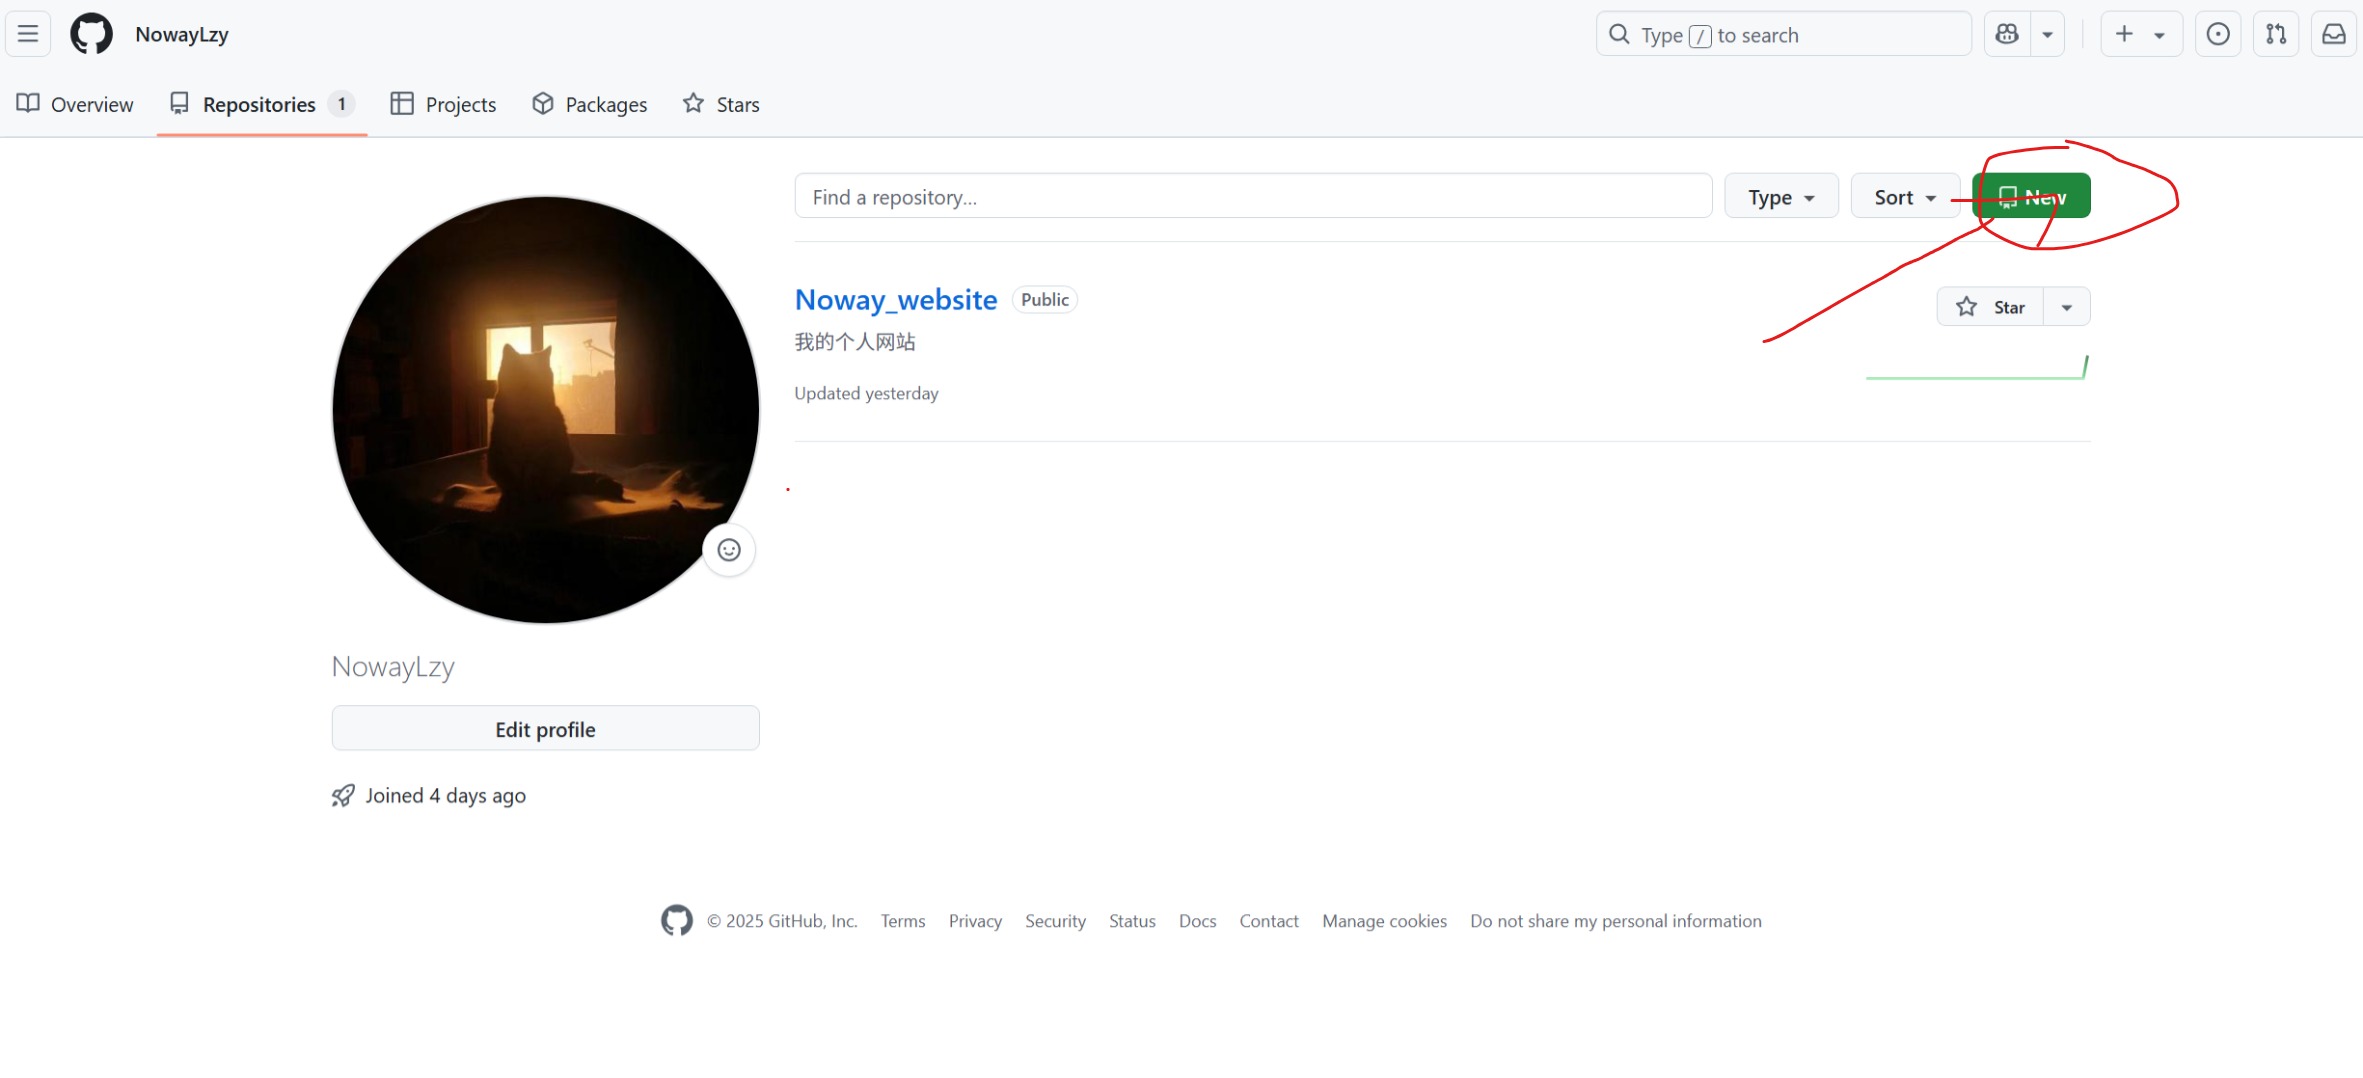 NowayLzy
Type / to search
Overview
Repositories 1
Projects
Packages
Stars
Find a repository...
Type
Sort
New
Noway_website Public
Star
我的个人网站
Updated yesterday
NowayLzy
Edit profile
Joined 4 days ago
© 2025 GitHub, Inc. Terms Privacy Security Status Docs Contact Manage cookies Do not share my personal information